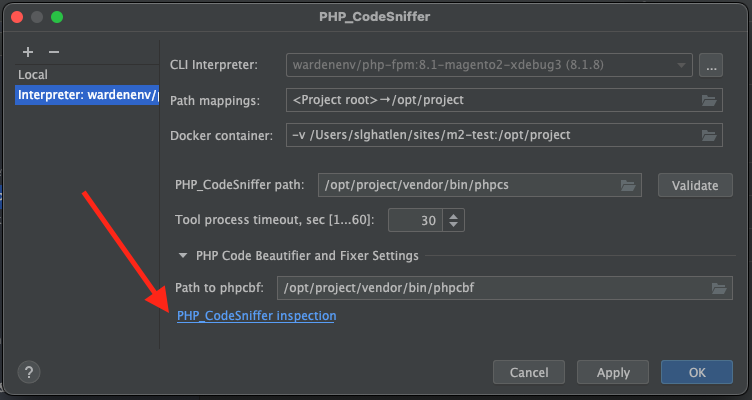 PHP_CodeSniffer
Local
Interpreter: wardenenv/p
CLI Interpreter: wardenenv/php-fpm:8.1-magento2-xdebug3 (8.1.8) ...
Path mappings: <Project root>→/opt/project
Docker container: -v /Users/slghatlen/sites/m2-test:/opt/project
PHP_CodeSniffer path: /opt/project/vendor/bin/phpcs Validate
Tool process timeout, sec [1...60]: 30
PHP Code Beautifier and Fixer Settings
Path to phpcbf: /opt/project/vendor/bin/phpcbf
PHP_CodeSniffer inspection
? Cancel Apply OK